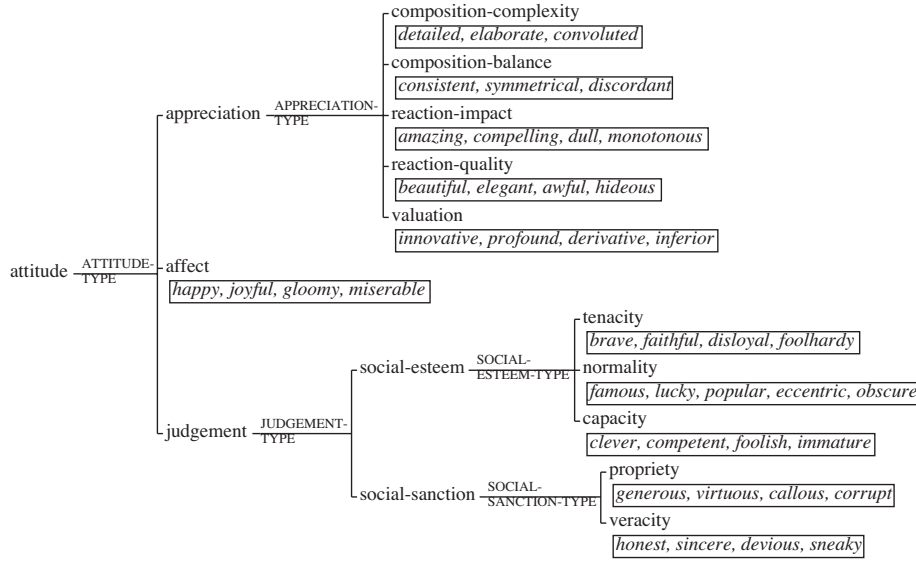 composition-complexity
detailed, elaborate, convoluted
composition-balance
consistent, symmetrical, discordant
appreciation APPRECIATION-
TYPE
reaction-impact
amazing, compelling, dull, monotonous
reaction-quality
beautiful, elegant, awful, hideous
valuation
innovative, profound, derivative, inferior
attitude ATTITUDE-
TYPE
affect
happy, joyful, gloomy, miserable
tenacity
brave, faithful, disloyal, foolhardy
social-esteem SOCIAL-
ESTEEM-TYPE
normality
famous, lucky, popular, eccentric, obscure
capacity
clever, competent, foolish, immature
judgement JUDGEMENT-
TYPE
propriety
generous, virtuous, callous, corrupt
social-sanction SOCIAL-
SANCTION-TYPE
veracity
honest, sincere, devious, sneaky